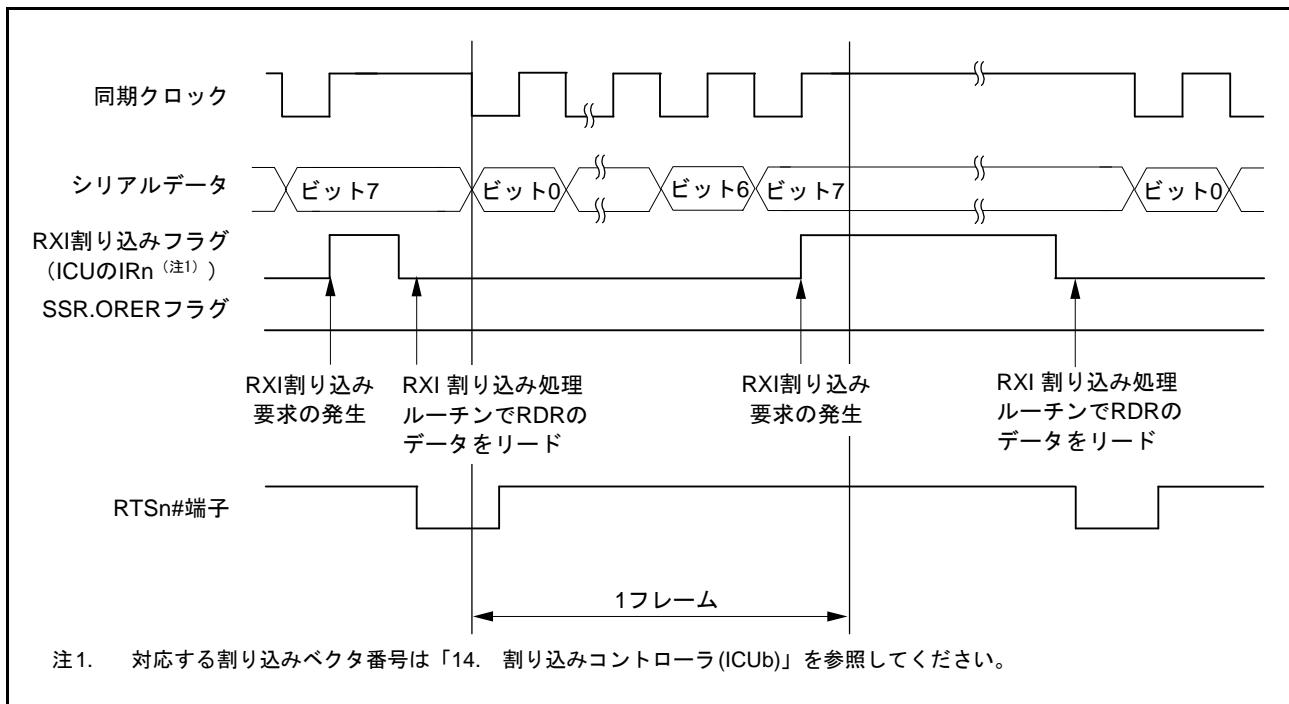 同期クロック
シリアルデータ
ビット7
ビット0
ビット6
ビット7
ビット0
RXI割り込みフラグ
（ICUのIRn（注1））
SSR.ORERフラグ
RXI割り込み
要求の発生
RXI 割り込み処理
ルーチンでRDRの
データをリード
RXI割り込み
要求の発生
RXI 割り込み処理
ルーチンでRDRの
データをリード
RTSn#端子
1フレーム
注1. 対応する割り込みベクタ番号は「14. 割り込みコントローラ(ICUb)」を参照してください。